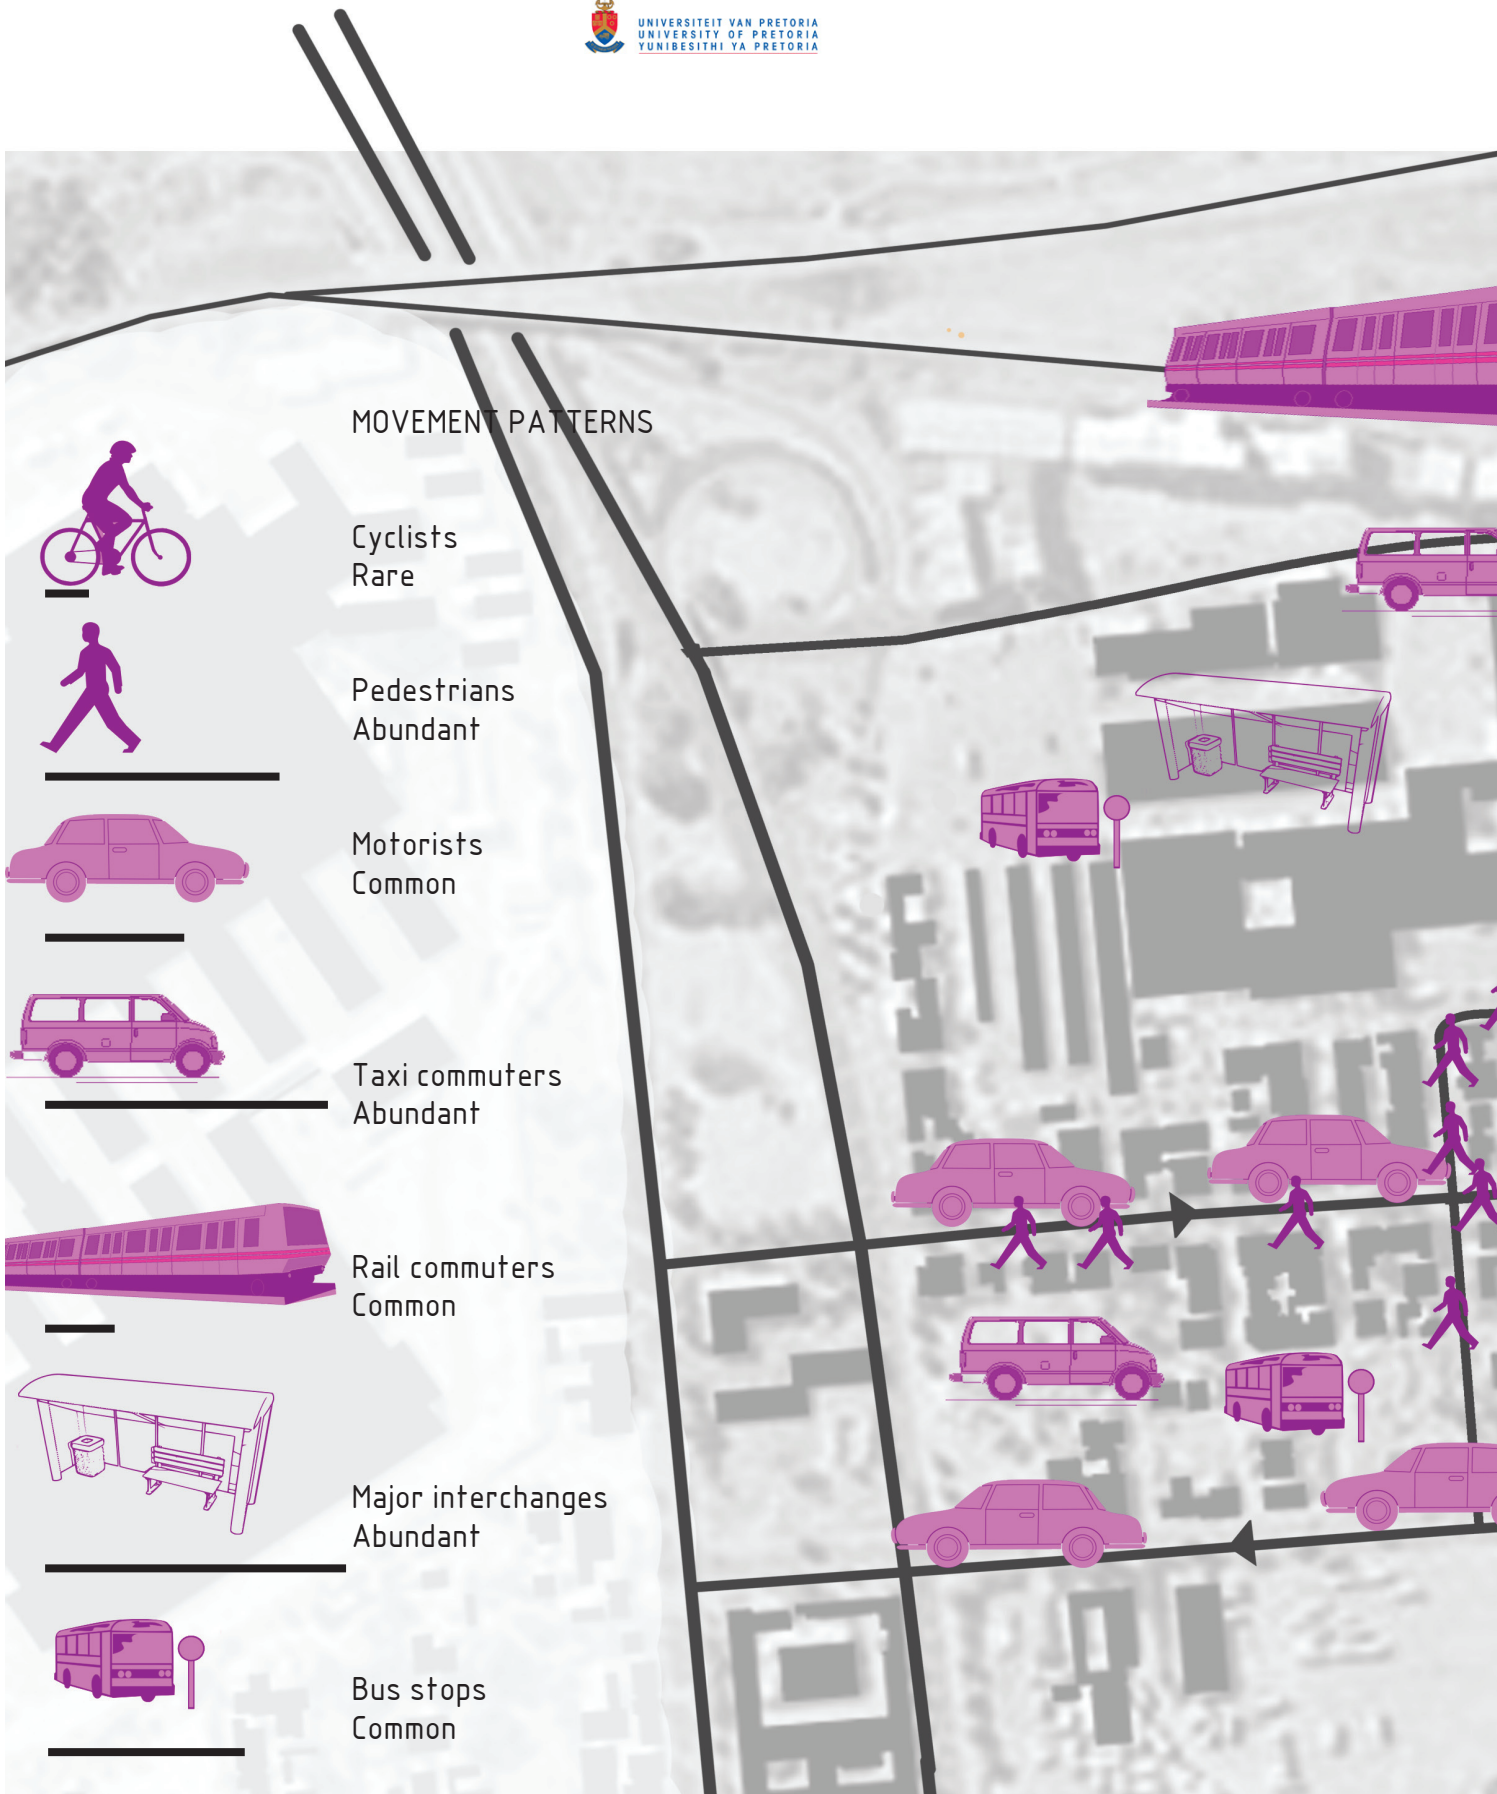 UNIVERSITEIT VAN PRETORIA
UNIVERSITY OF PRETORIA
YUNIBESITHI YA PRETORIA
MOVEMENT PATTERNS
Cyclists
Rare
Pedestrians
Abundant
Motorists
Common
Taxi commuters
Abundant
Rail commuters
Common
Major interchanges
Abundant
Bus stops
Common